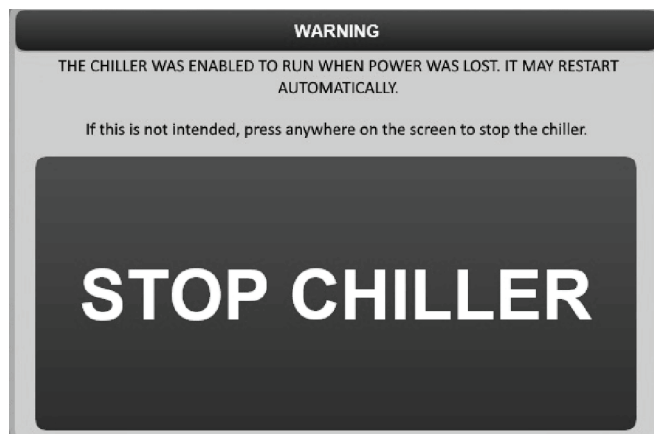 WARNING
THE CHILLER WAS ENABLED TO RUN WHEN POWER WAS LOST. IT MAY RESTART
AUTOMATICALLY.
If this is not intended, press anywhere on the screen to stop the chiller.
STOP CHILLER